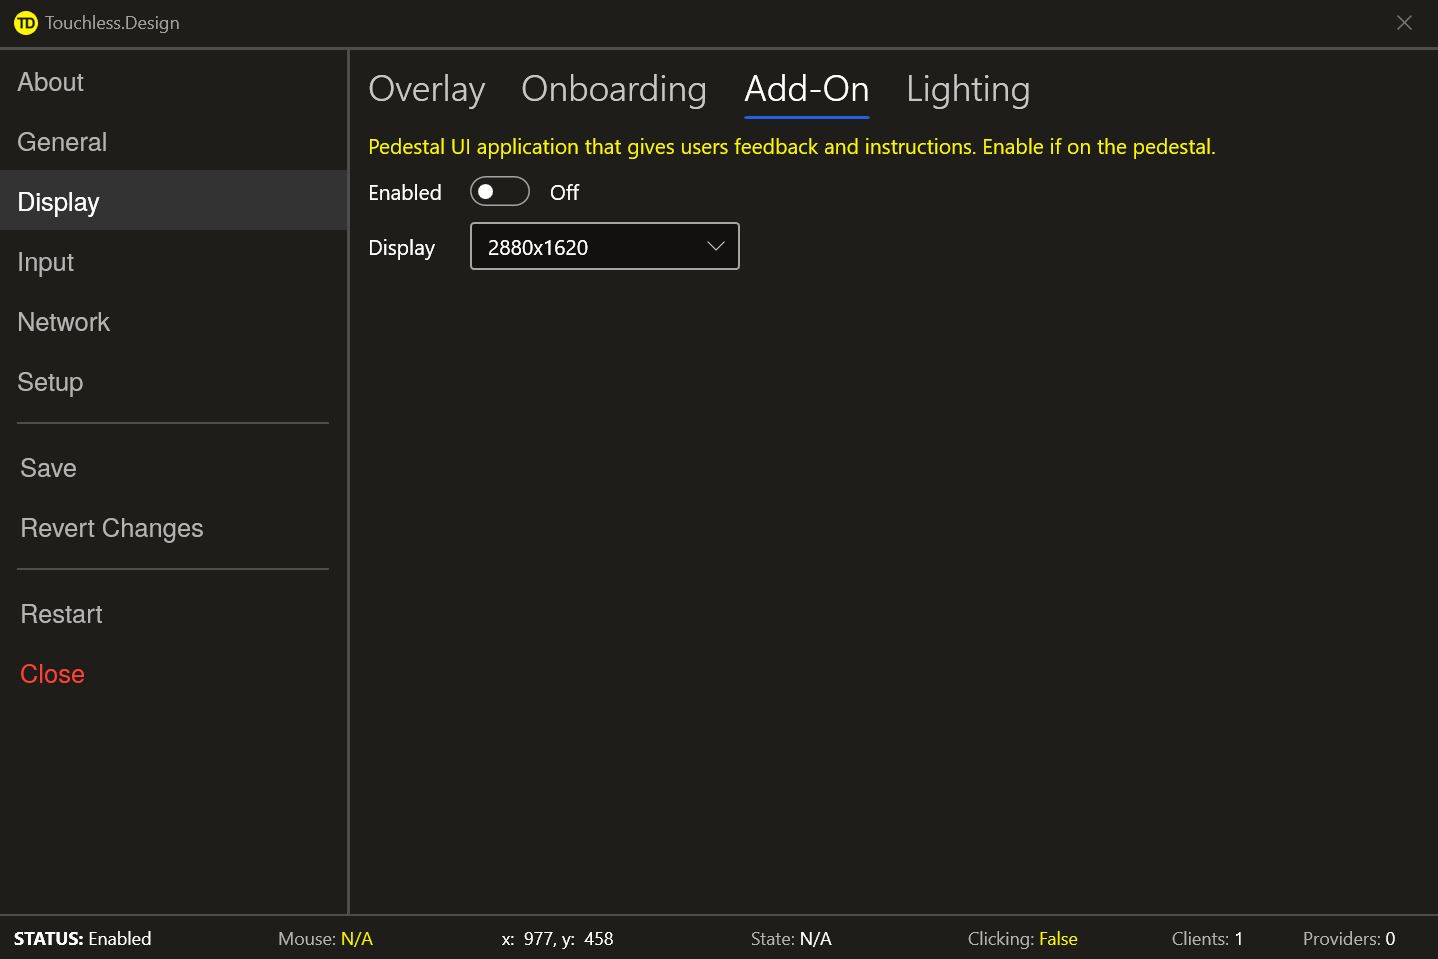 TD Touchless.Design
About
General
Display
Input
Network
Setup
Save
Revert Changes
Restart
Close
Overlay Onboarding Add-On Lighting
Pedestal UI application that gives users feedback and instructions. Enable if on the pedestal.
Enabled Off
Display 2880x1620
STATUS: Enabled Mouse: N/A x: 977, y: 458 State: N/A Clicking: False Clients: 1 Providers: 0